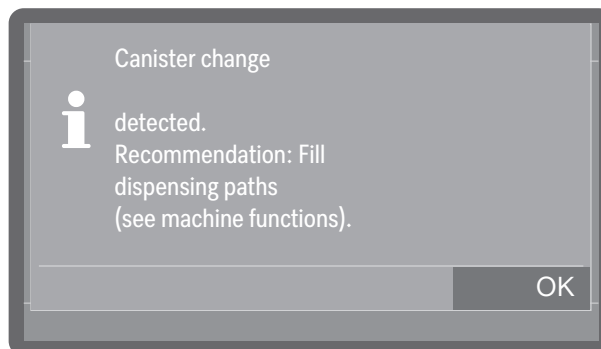 Canister change
detected.
Recommendation: Fill
dispensing paths
(see machine functions).
OK